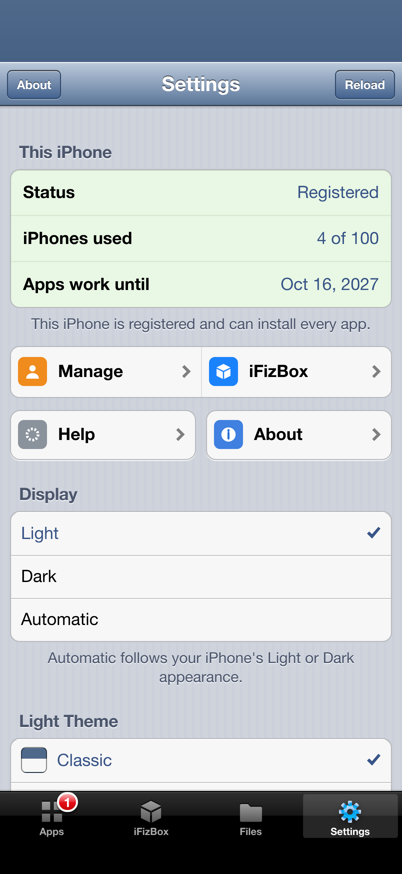 About
Settings
Reload
This iPhone
Status
Registered
iPhones used
4 of 100
Apps work until
Oct 16, 2027
This iPhone is registered and can install every app.
Manage
iFizBox
Help
About
Display
Light
Dark
Automatic
Automatic follows your iPhone's Light or Dark
appearance.
Light Theme
Classic
1
Apps
iFizBox
Files
Settings